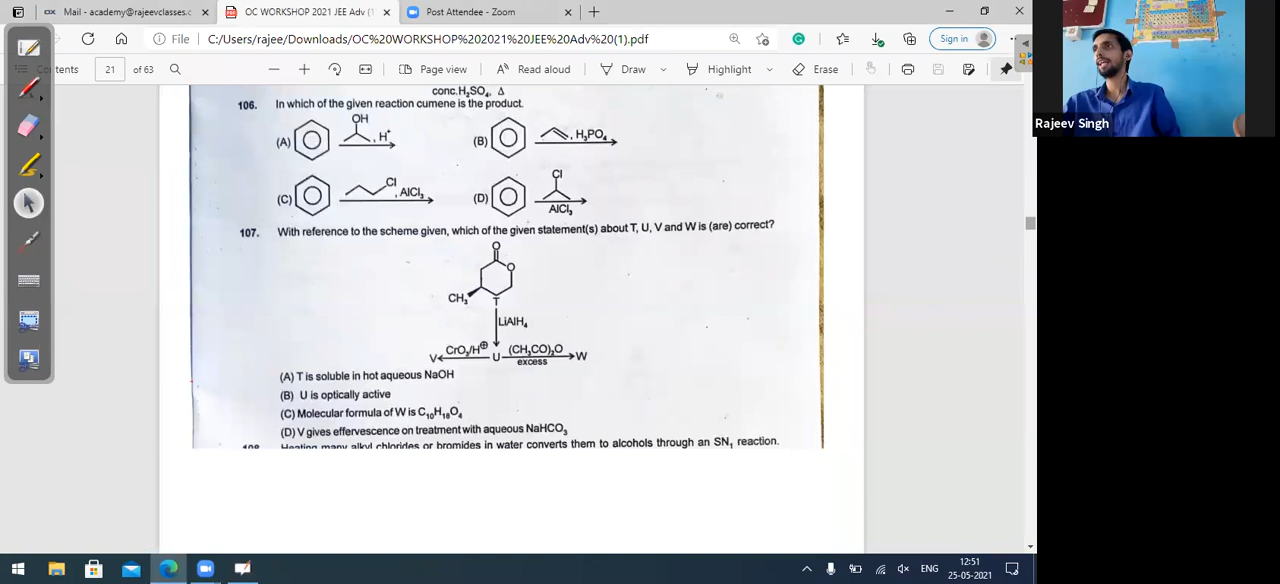 Mail - academy@rajeevclasses.c
OC WORKSHOP 2021 JEE Adv (1).p
Post Attendee - Zoom
File
C:/Users/rajee/Downloads/OC%20WORKSHOP%202021%20JEE%20Adv%20(1).pdf
Sign in
Contents
21 of 63
Page view
Read aloud
Draw
Highlight
Erase
Rajeev Singh
conc.H₂SO₄, Δ
106. In which of the given reaction cumene is the product.
OH
(A) , H⁺
(B) , H₃PO₄
Cl
(C) Cl , AlCl₃
(D) AlCl₃
107. With reference to the scheme given, which of the given statement(s) about T, U, V and W is (are) correct?
O
O
CH₃
T
LiAlH₄
V CrO₃/H⊕ U (CH₃CO)₂O W
excess
(A) T is soluble in hot aqueous NaOH
(B) U is optically active
(C) Molecular formula of W is C₁₀H₁₈O₄
(D) V gives effervescence on treatment with aqueous NaHCO₃
108. Heating many alkyl chlorides or bromides in water converts them to alcohols through an SN₁ reaction.
ENG
12:51
25-05-2021